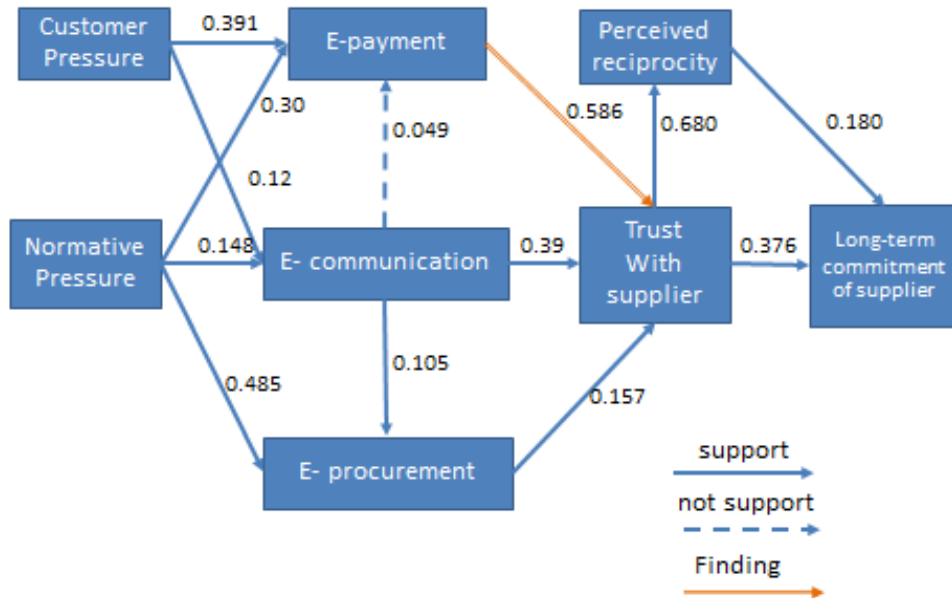 Customer
Pressure
0.391
E-payment
Perceived
reciprocity
0.30
0.049
0.586
0.680
0.180
0.12
Normative
Pressure
0.148
E- communication
0.39
Trust
With
supplier
0.376
Long-term
commitment
of supplier
0.485
0.105
0.157
E- procurement
support
not support
Finding